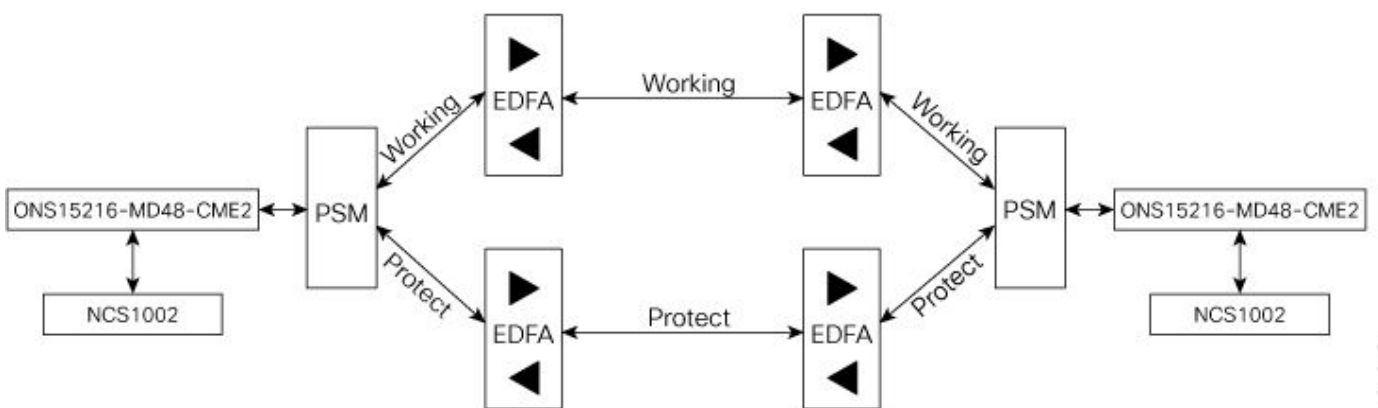 Working
EDFA
Working
EDFA
Working
ONS15216-MD48-CME2
PSM
PSM
ONS15216-MD48-CME2
NCS1002
Protect
EDFA
Protect
EDFA
Protect
NCS1002